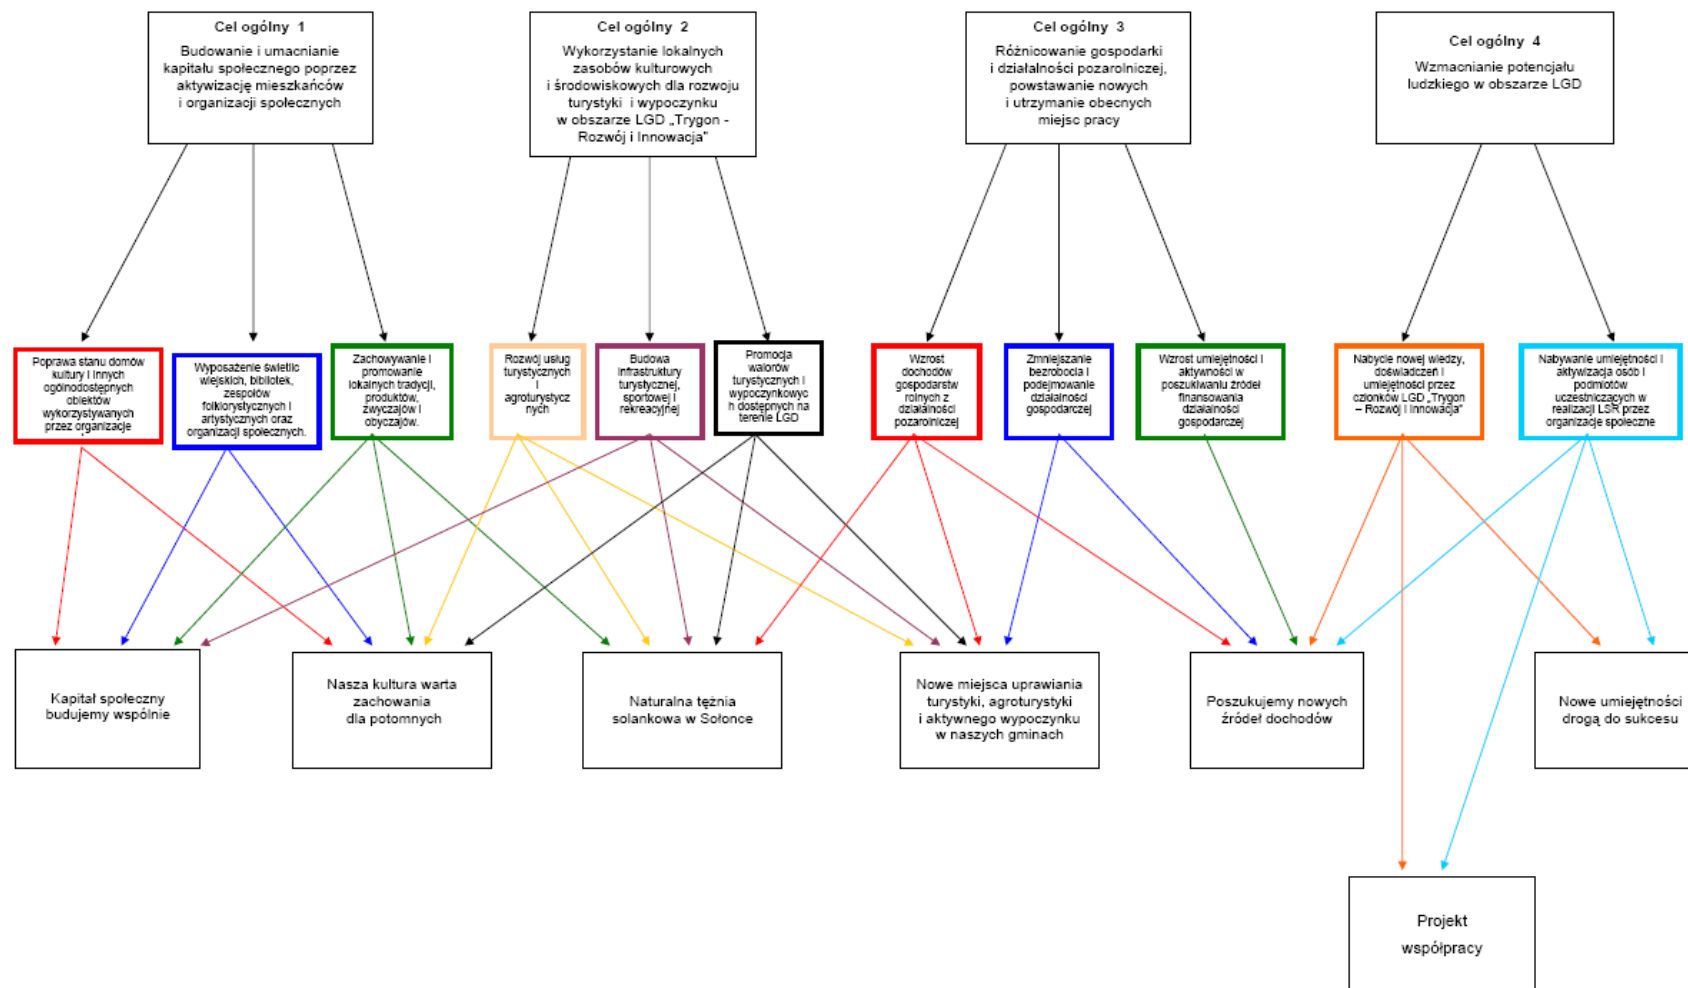 Cel ogólny 1
Budowanie i umacnianie
kapitału społecznego poprzez
aktywizację mieszkańców
i organizacji społecznych
Cel ogólny 2
Wykorzystanie lokalnych
zasobów kulturowych
i środowiskowych dla rozwoju
turystyki i wypoczynku
w obszarze LGD „Trygon -
Rozwój i Innowacja”
Cel ogólny 3
Różnicowanie gospodarki
i działalności pozarolniczej,
powstawanie nowych
i utrzymanie obecnych
miejsc pracy
Cel ogólny 4
Wzmacnianie potencjału
ludzkiego w obszarze LGD
Poprawa stanu domów
kultury i innych
ogólnodostępnych
obiektów
wykorzystywanych
przez organizacje
Wyposażenie świetlic
wiejskich, bibliotek,
zespołów
folklorystycznych i
artystycznych oraz
organizacji społecznych.
Zachowywanie i
promowanie
lokalnych tradycji,
produktów,
zwyczajów i
obyczajów.
Rozwój usług
turystycznych
i
agroturystycz
nych
Budowa
infrastruktury
turystycznej,
sportowej i
rekreacyjnej
Promocja
walorów
turystycznych i
wypoczynkowyc
h dostępnych na
terenie LGD
Wzrost
dochodów
gospodarstw
rolnych z
działalności
pozarolniczej
Zmniejszanie
bezrobocia i
podejmowanie
działalności
gospodarczej
Wzrost umiejętności i
aktywności w
poszukiwaniu źródeł
finansowania
działalności
gospodarczej
Nabycie nowej wiedzy,
doświadczeń i
umiejętności przez
członków LGD „Trygon
– Rozwój i Innowacja”
Nabywanie umiejętności i
aktywizacja osób i
podmiotów
uczestniczących w
realizacji LSR przez
organizacje społeczne
Kapitał społeczny
budujemy wspólnie
Nasza kultura warta
zachowania
dla potomnych
Naturalna tężnia
solankowa w Sołonce
Nowe miejsca uprawiania
turystyki, agroturystyki
i aktywnego wypoczynku
w naszych gminach
Poszukujemy nowych
źródeł dochodów
Nowe umiejętności
drogą do sukcesu
Projekt
współpracy